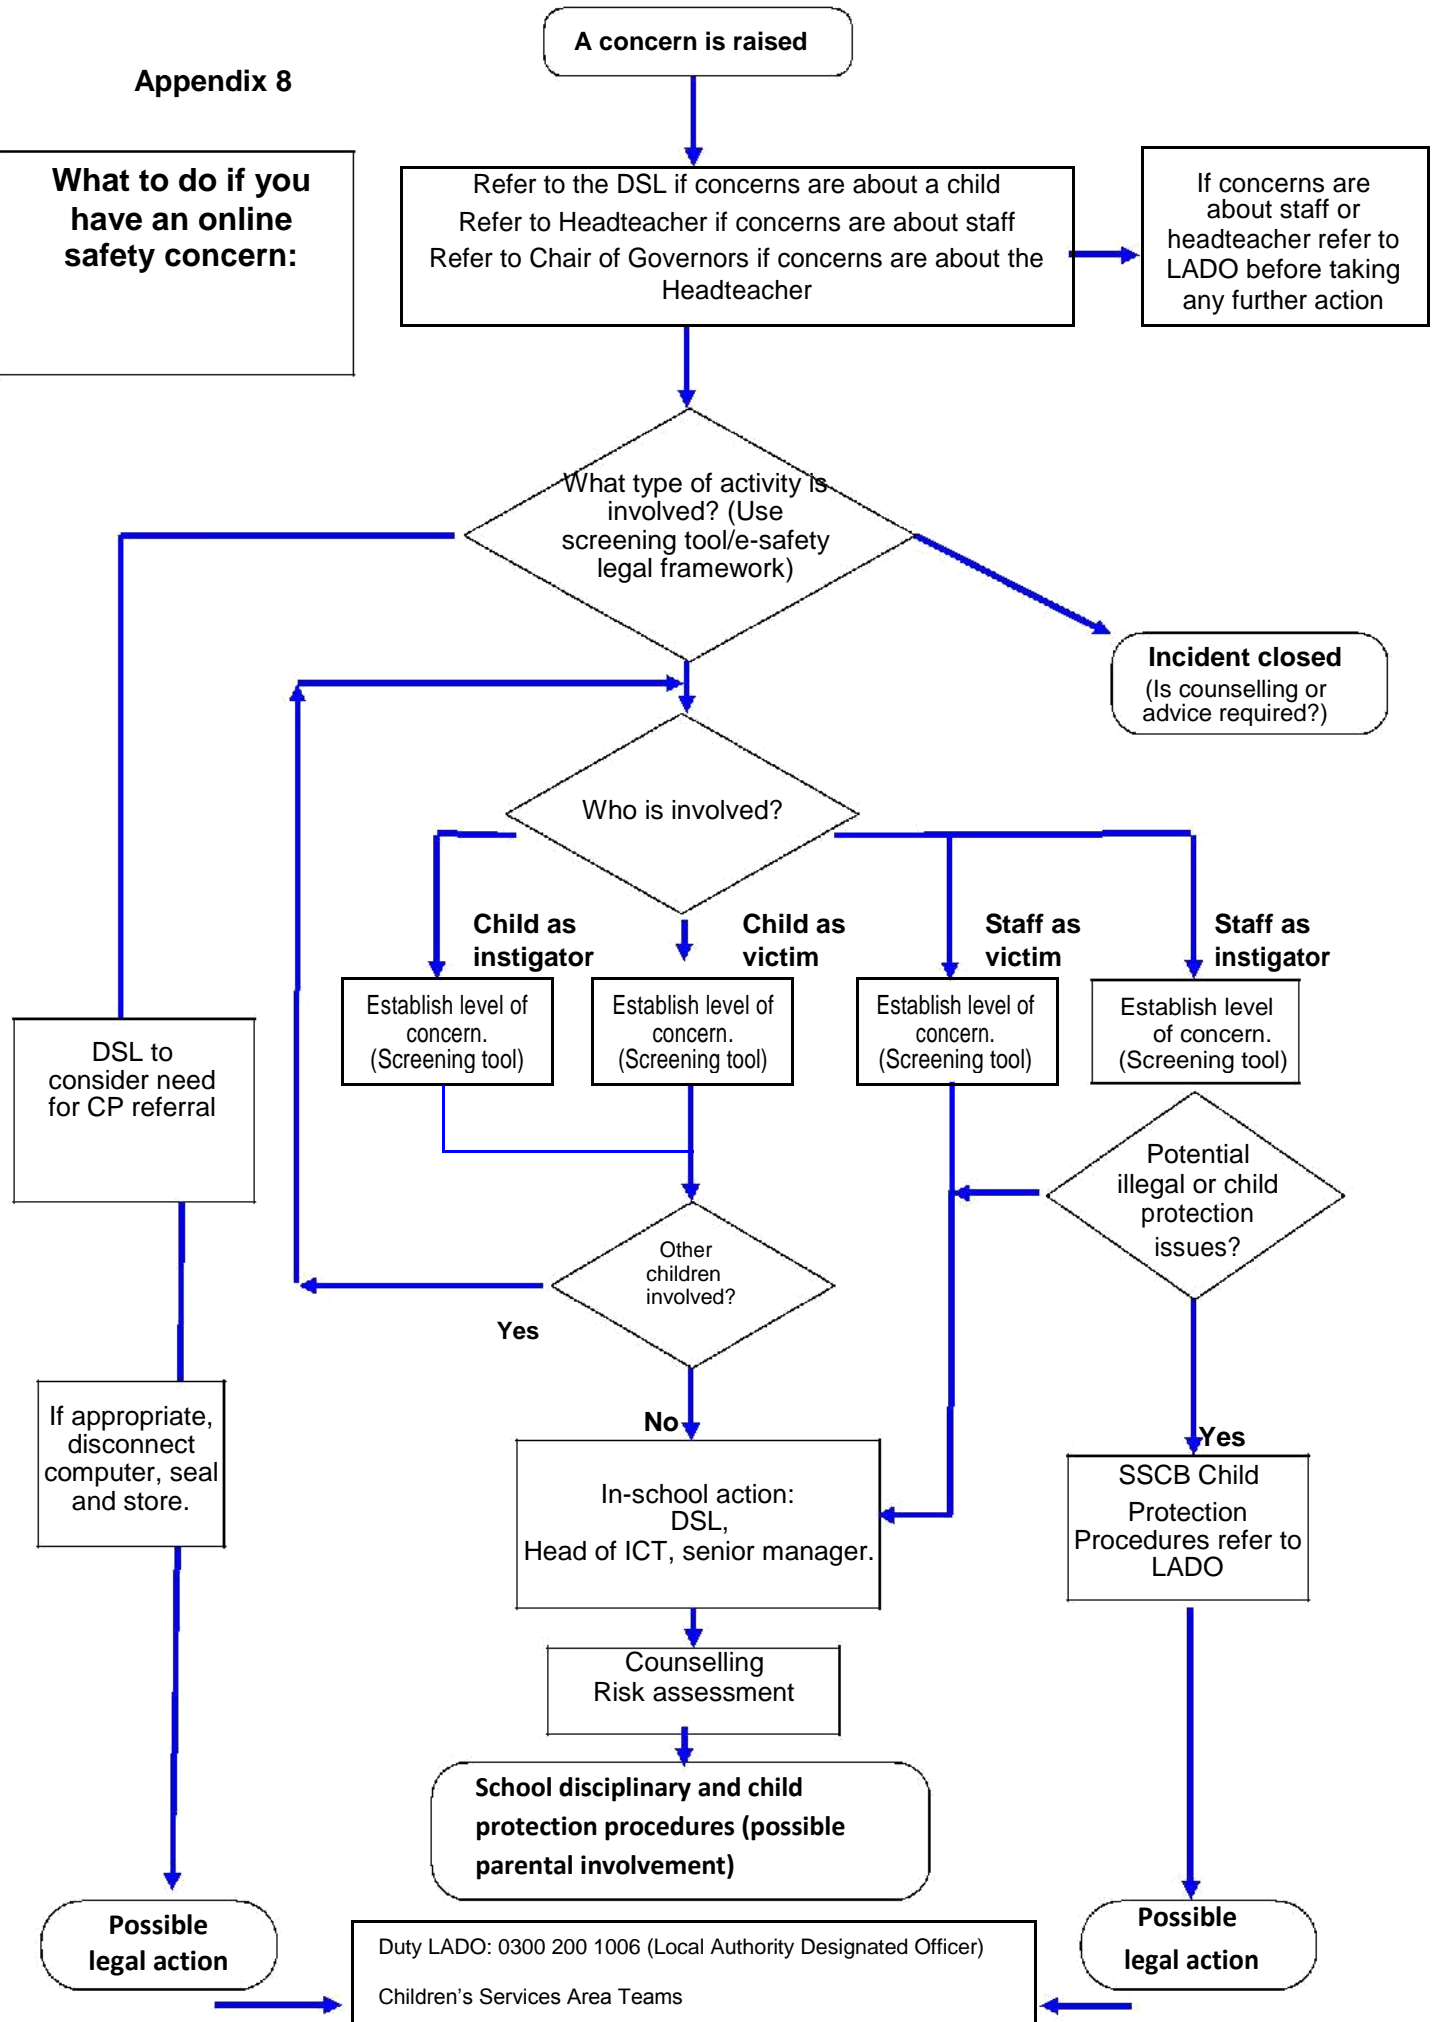 A concern is raised
Appendix 8
What to do if you
have an online
safety concern:
Refer to the DSL if concerns are about a child
Refer to Headteacher if concerns are about staff
Refer to Chair of Governors if concerns are about the
Headteacher
If concerns are
about staff or
headteacher refer to
LADO before taking
any further action
What type of activity is
involved? (Use
screening tool/e-safety
legal framework)
Incident closed
(Is counselling or
advice required?)
Who is involved?
Child as
instigator
Child as
victim
Staff as
victim
Staff as
instigator
Establish level of
concern.
(Screening tool)
Establish level of
concern.
(Screening tool)
Establish level of
concern.
(Screening tool)
Establish level
of concern.
(Screening tool)
DSL to
consider need
for CP referral
Potential
illegal or child
protection
issues?
Other
children
involved?
Yes
If appropriate,
disconnect
computer, seal
and store.
No
Yes
In-school action:
DSL,
Head of ICT, senior manager.
SSCB Child
Protection
Procedures refer to
LADO
Counselling
Risk assessment
School disciplinary and child
protection procedures (possible
parental involvement)
Possible
legal action
Possible
legal action
Duty LADO: 0300 200 1006 (Local Authority Designated Officer)
Children’s Services Area Teams